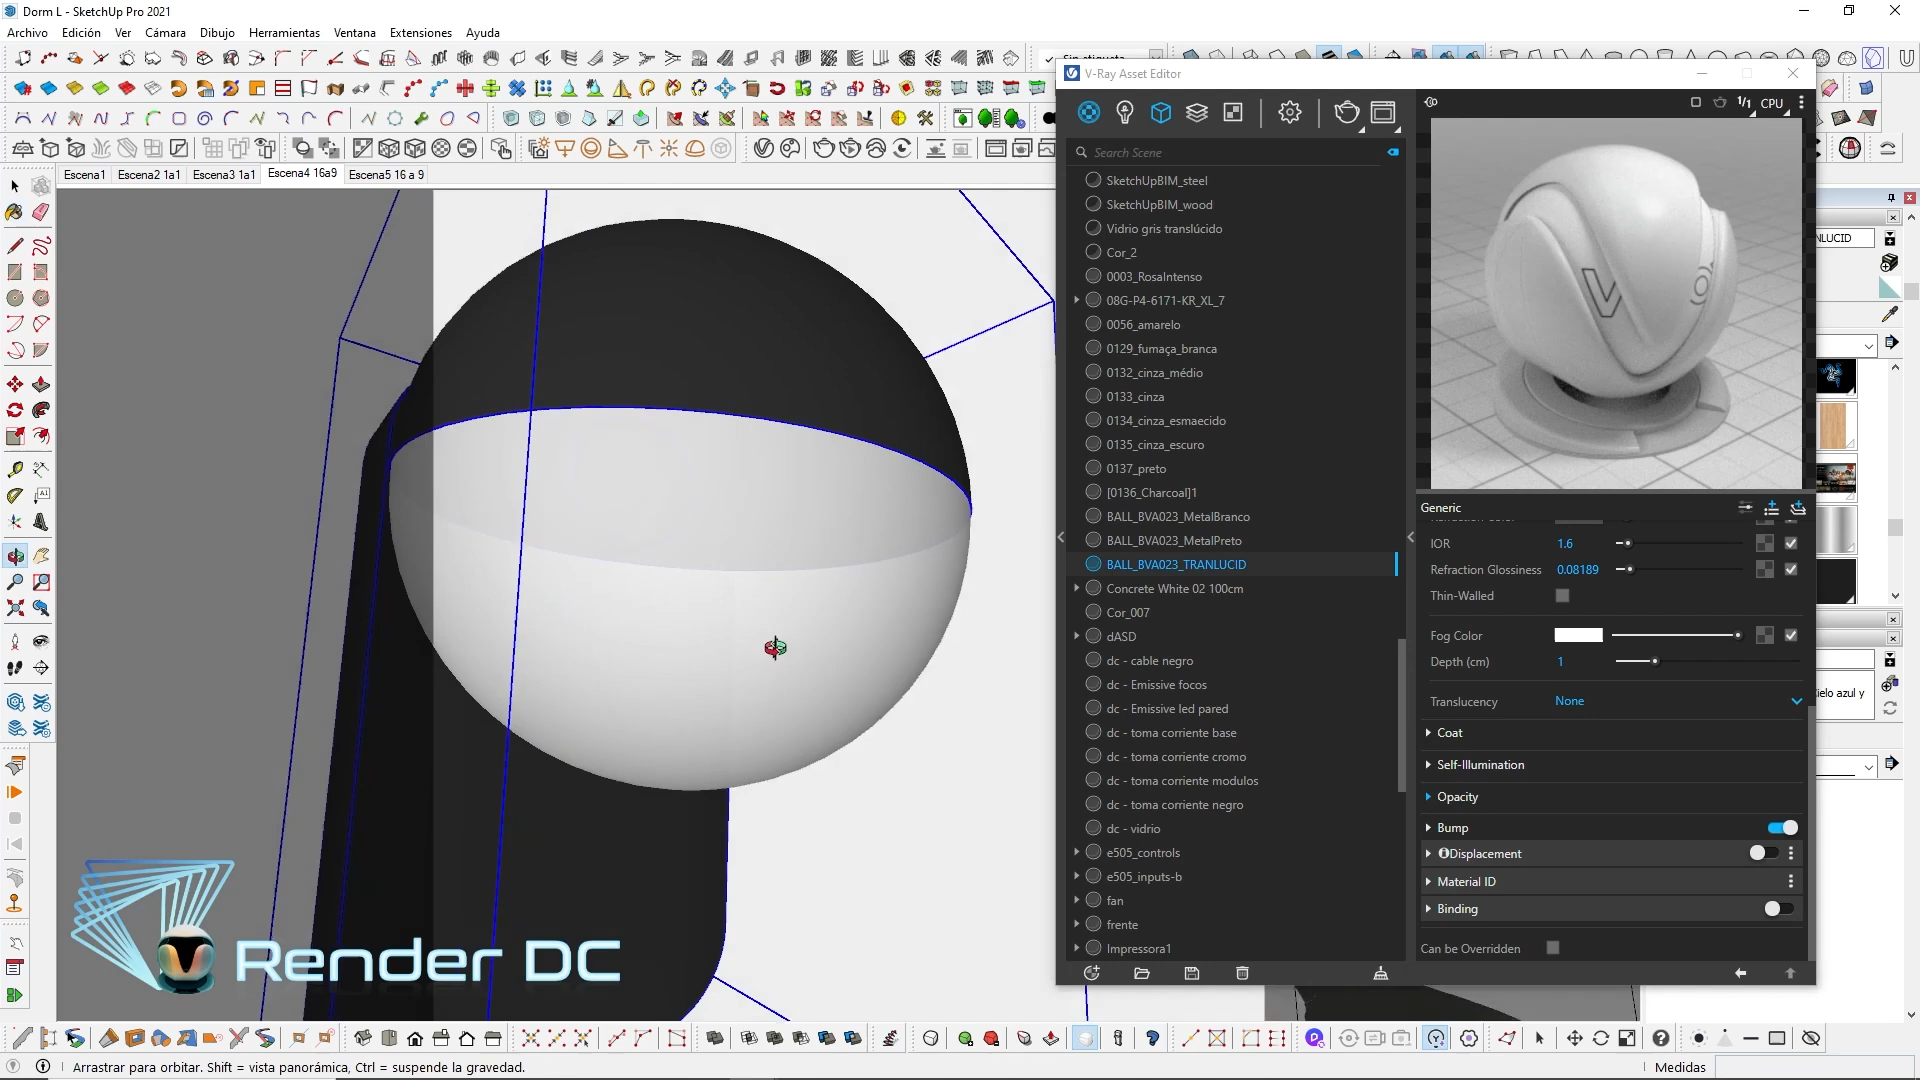 Dorm L - SketchUp Pro 2021
Archivo Edición Ver Cámara Dibujo Herramientas Ventana Extensiones Ayuda
Sin etiqueta
Escena1 Escena2 1a1 Escena3 1a1 Escena4 16a9 Escena5 16 a 9
V-Ray Asset Editor
Search Scene
SketchUpBIM_steel
SketchUpBIM_wood
Vidrio gris translúcido
Cor_2
0003_RosaIntenso
08G-P4-6171-KR_XL_7
0056_amarelo
0129_fumaça_branca
0132_cinza_médio
0133_cinza
0134_cinza_esmaecido
0135_cinza_escuro
0137_preto
[0136_Charcoal]1
BALL_BVA023_MetalBranco
BALL_BVA023_MetalPreto
BALL_BVA023_TRANLUCID
Concrete White 02 100cm
Cor_007
dASD
dc - cable negro
dc - Emissive focos
dc - Emissive led pared
dc - toma corriente base
dc - toma corriente cromo
dc - toma corriente modulos
dc - toma corriente negro
dc - vidrio
e505_controls
e505_inputs-b
fan
frente
Impressora1
1/1 CPU
Generic
IOR 1.6
Refraction Glossiness 0.08189
Thin-Walled
Fog Color
Depth (cm) 1
Translucency None
Coat
Self-Illumination
Opacity
Bump
Displacement
Material ID
Binding
Can be Overridden
NLUCID
ielo azul y
Render DC
Arrastrar para orbitar. Shift = vista panorámica, Ctrl = suspende la gravedad.
Medidas